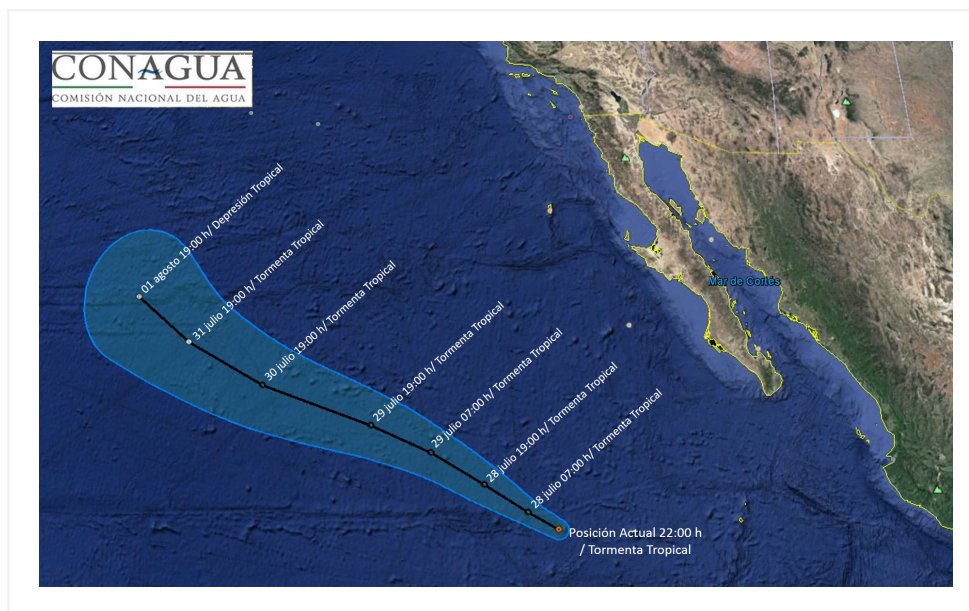 CONAGUA
COMISIÓN NACIONAL DEL AGUA
01 agosto 19:00 h/ Depresión Tropical
31 julio 19:00 h/ Tormenta Tropical
30 julio 19:00 h/ Tormenta Tropical
29 julio 19:00 h/ Tormenta Tropical
29 julio 07:00 h/ Tormenta Tropical
28 julio 19:00 h/ Tormenta Tropical
28 julio 07:00 h/ Tormenta Tropical
Mar de Cortés
Posición Actual 22:00 h
/ Tormenta Tropical